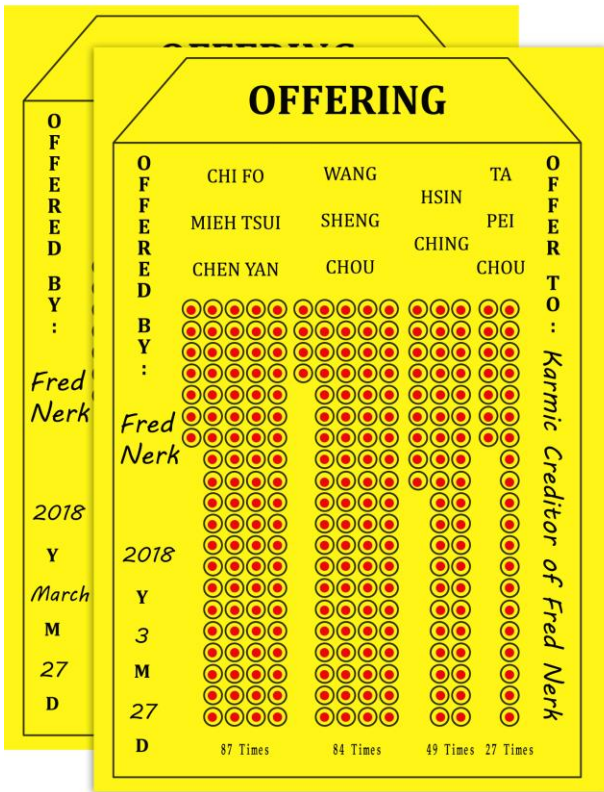 OFFERING
OFFERED BY:
Fred
Nerk
2018
Y
March
M
27
D
OFFERING
OFFERED BY:
Fred
Nerk
2018
Y
3
M
27
D
CHI FO
MIEH TSUI
CHEN YAN
87 Times
WANG
SHENG
CHOU
84 Times
HSIN
CHING
49 Times
TA
PEI
CHOU
27 Times
OFFER TO:
Karmic Creditor of Fred Nerk